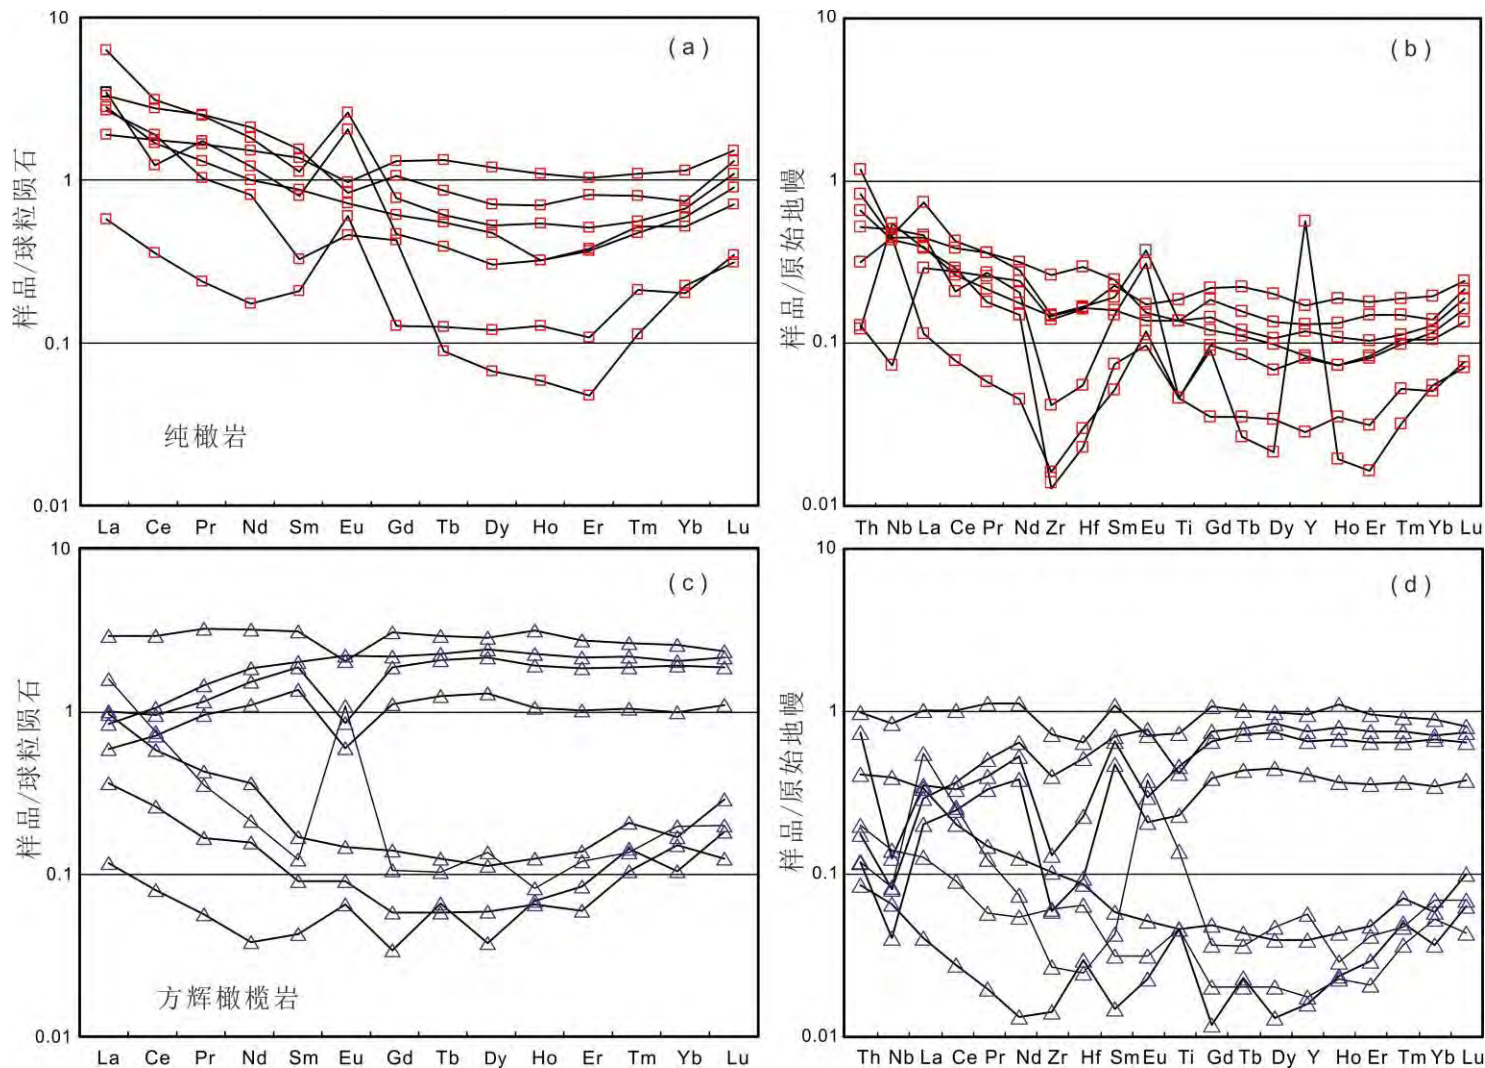 10
1
0.1
0.01
样品/球粒陨石
(a)
纯橄岩
La Ce Pr Nd Sm Eu Gd Tb Dy Ho Er Tm Yb Lu
10
1
0.1
0.01
样品/原始地幔
(b)
Th Nb La Ce Pr Nd Zr Hf Sm Eu Ti Gd Tb Dy Y Ho Er Tm Yb Lu
10
1
0.1
0.01
样品/球粒陨石
(c)
方辉橄榄岩
La Ce Pr Nd Sm Eu Gd Tb Dy Ho Er Tm Yb Lu
10
1
0.1
0.01
样品/原始地幔
(d)
Th Nb La Ce Pr Nd Zr Hf Sm Eu Ti Gd Tb Dy Y Ho Er Tm Yb Lu